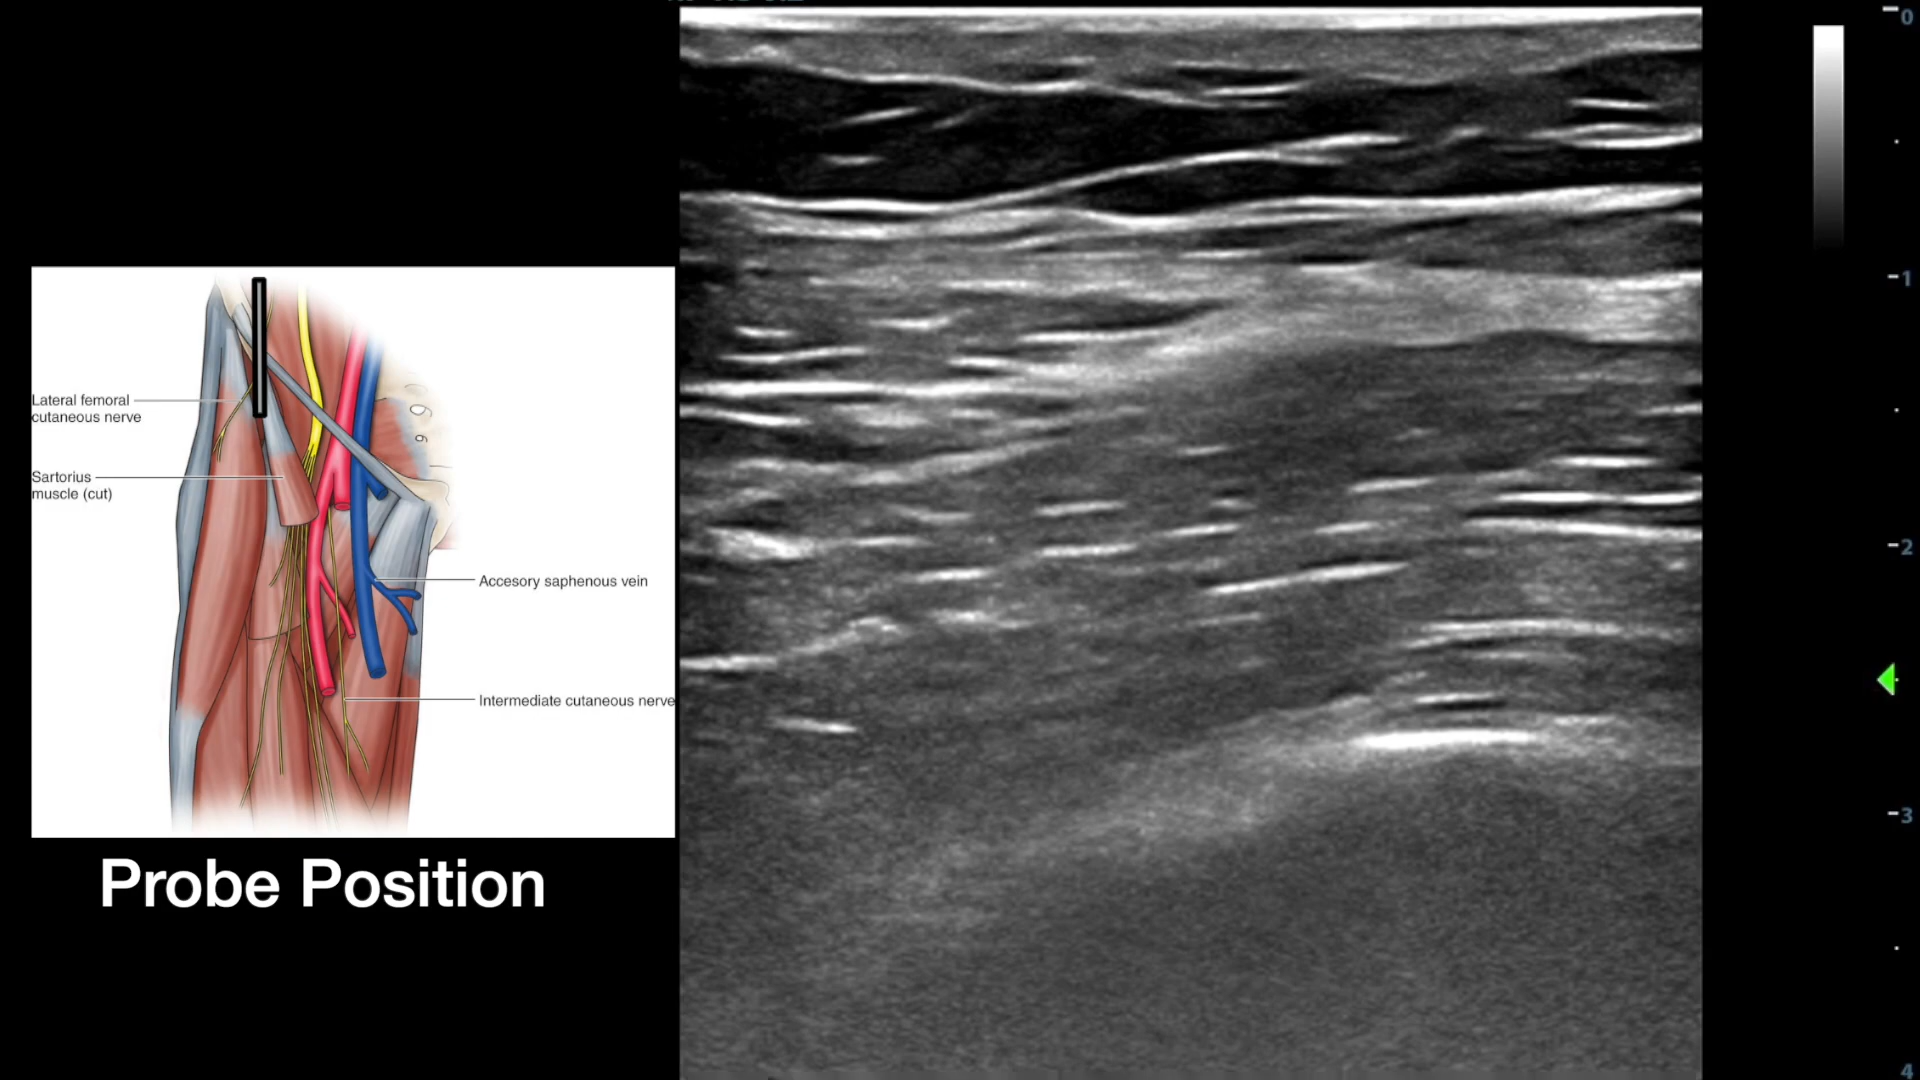 0
1
2
3
4
Lateral femoral
cutaneous nerve
Sartorius
muscle (cut)
Accesory saphenous vein
Intermediate cutaneous nerve
Probe Position